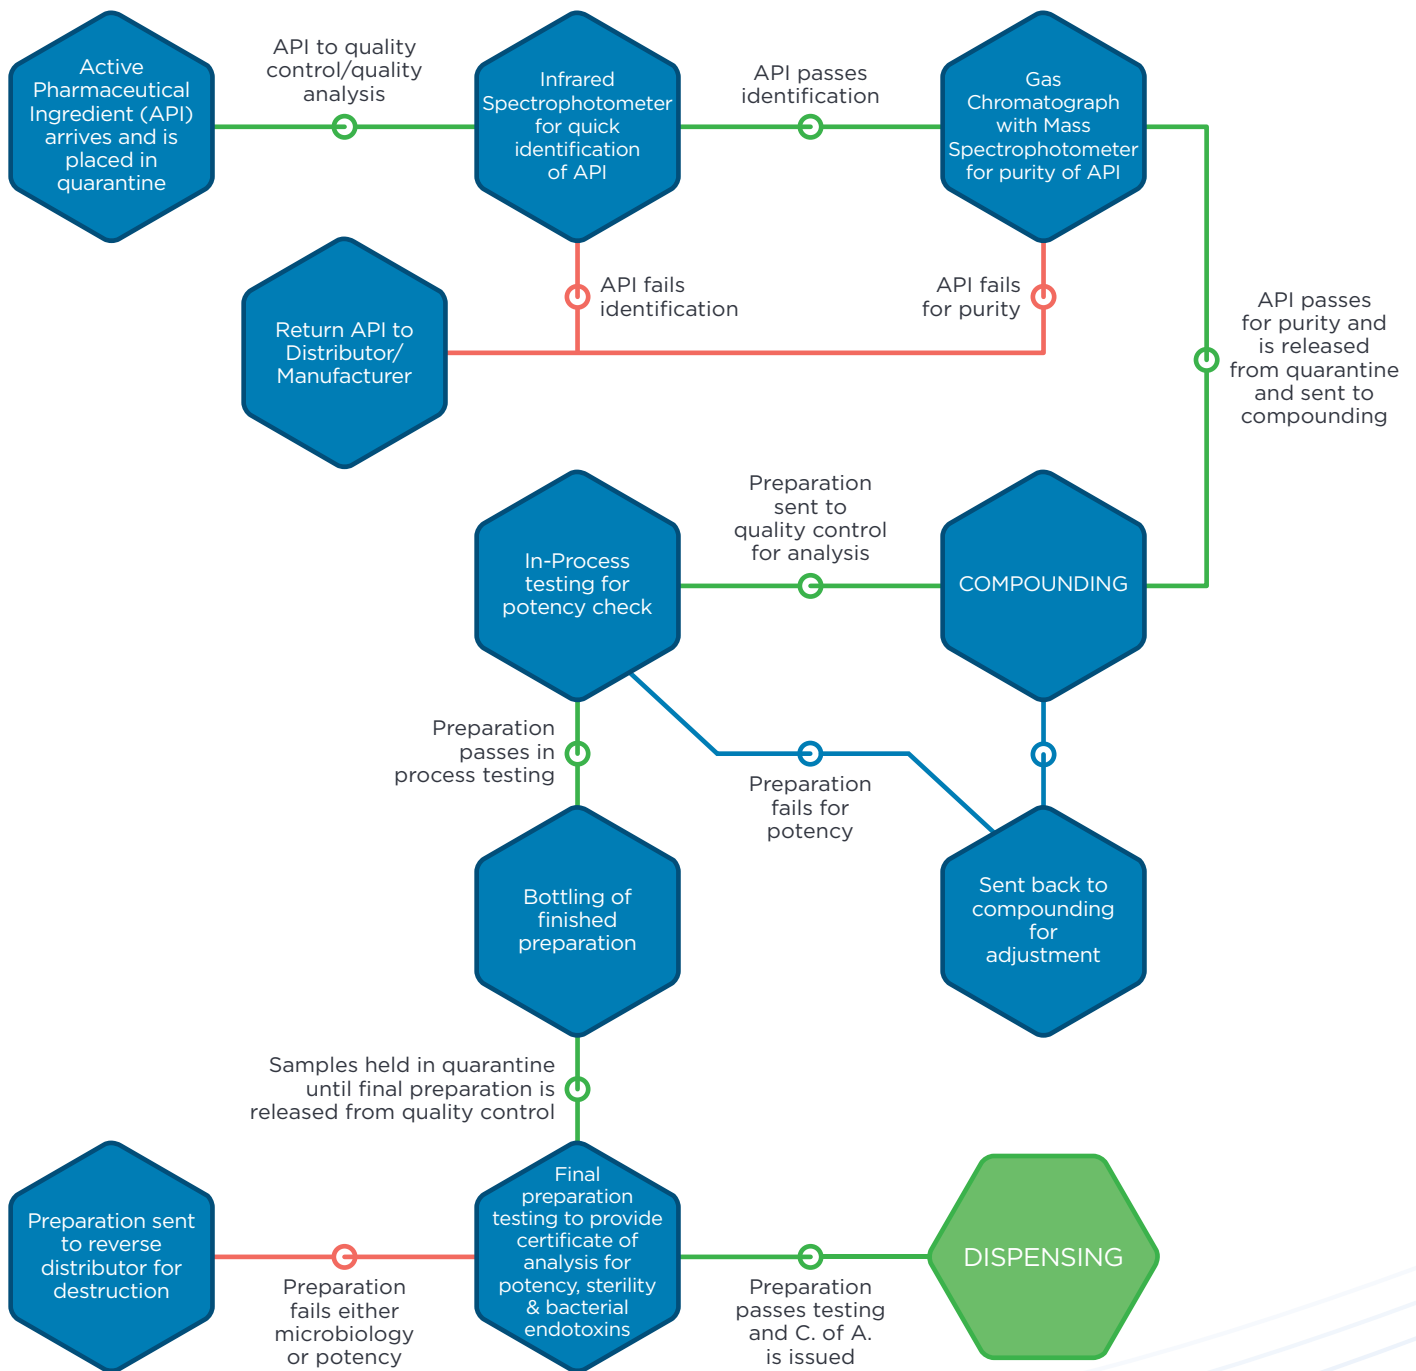 Active
Pharmaceutical
Ingredient (API)
arrives and is
placed in
quarantine
API to quality
control/quality
analysis
Infrared
Spectrophotometer
for quick
identification
of API
API passes
identification
Gas
Chromatograph
with Mass
Spectrophotometer
for purity of API
Return API to
Distributor/
Manufacturer
API fails
identification
API fails
for purity
API passes
for purity and
is released
from quarantine
and sent to
compounding
In-Process
testing for
potency check
Preparation
sent to
quality control
for analysis
COMPOUNDING
Preparation
passes in
process testing
Preparation
fails for
potency
Bottling of
finished
preparation
Sent back to
compounding
for
adjustment
Samples held in quarantine
until final preparation is
released from quality control
Preparation sent
to reverse
distributor for
destruction
Preparation
fails either
microbiology
or potency
Final
preparation
testing to provide
certificate of
analysis for
potency, sterility
& bacterial
endotoxins
Preparation
passes testing
and C. of A.
is issued
DISPENSING